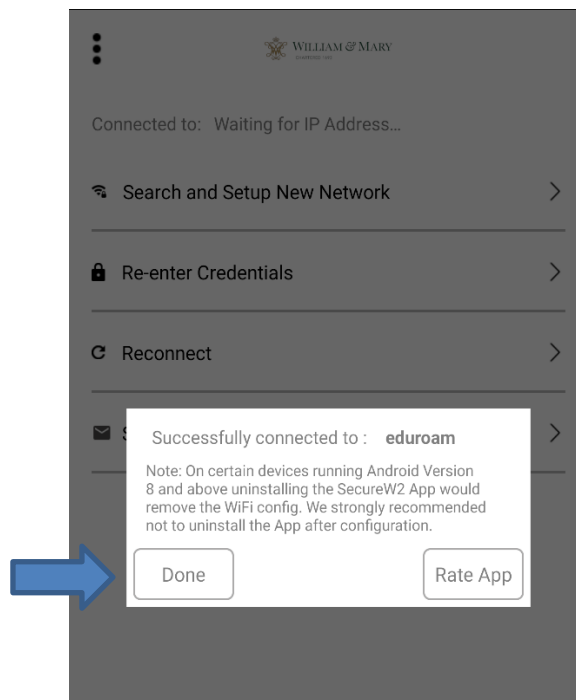 WILLIAM & MARY
Connected to: Waiting for IP Address...
Search and Setup New Network
Re-enter Credentials
Reconnect
S
Successfully connected to : eduroam
Note: On certain devices running Android Version
8 and above uninstalling the SecureW2 App would
remove the WiFi config. We strongly recommended
not to uninstall the App after configuration.
Done Rate App